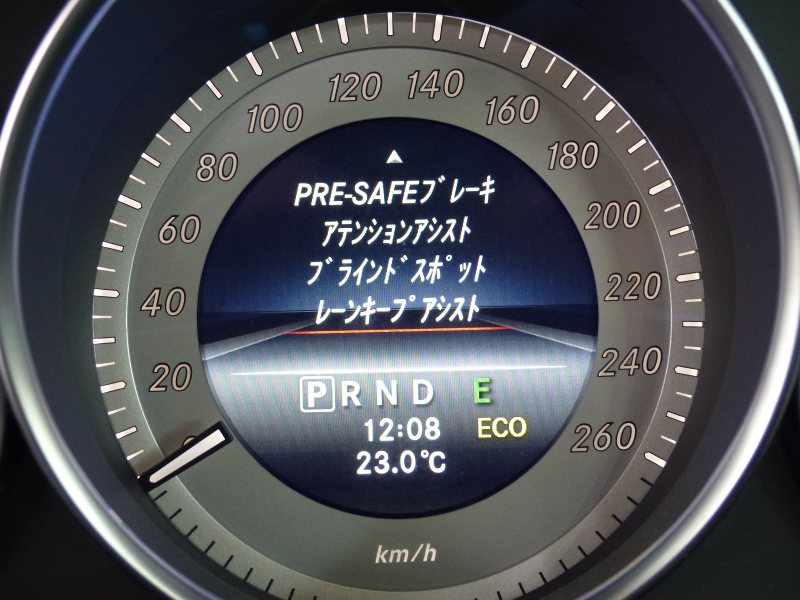 20
40
60
80
100
120
140
160
180
200
220
240
260
PRE-SAFEブレーキ
アテンションアシスト
ブラインドスポット
レーンキープアシスト
P R N D E
12:08 ECO
23.0℃
km/h